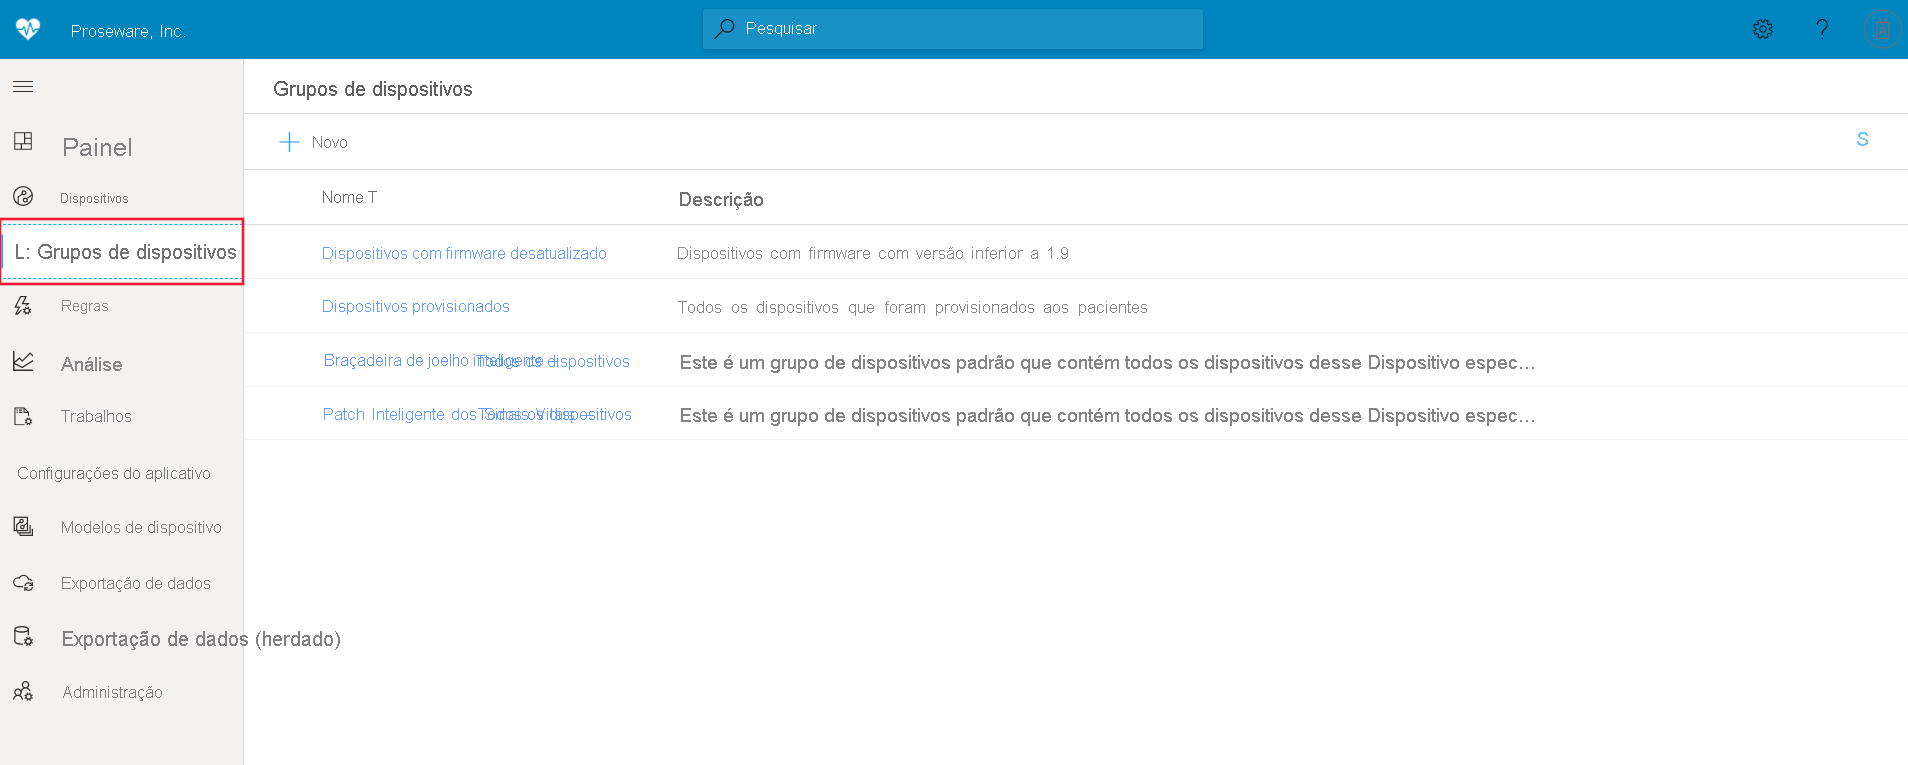 Proseware, Inc.
Pesquisar
?
Grupos de dispositivos
Painel
Novo
S
Dispositivos
Nome T
Descrição
L: Grupos de dispositivos
Dispositivos com firmware desatualizado
Dispositivos com firmware com versão inferior a 1.9
Regras
Dispositivos provisionados
Todos os dispositivos que foram provisionados aos pacientes
Análise
Braçadeira de joelho inteligente – Todos os dispositivos
Este é um grupo de dispositivos padrão que contém todos os dispositivos desse Dispositivo espec...
Trabalhos
Patch Inteligente dos Sinais Vitais – Todos os dispositivos
Este é um grupo de dispositivos padrão que contém todos os dispositivos desse Dispositivo espec...
Configurações do aplicativo
Modelos de dispositivo
Exportação de dados
Exportação de dados (herdado)
Administração